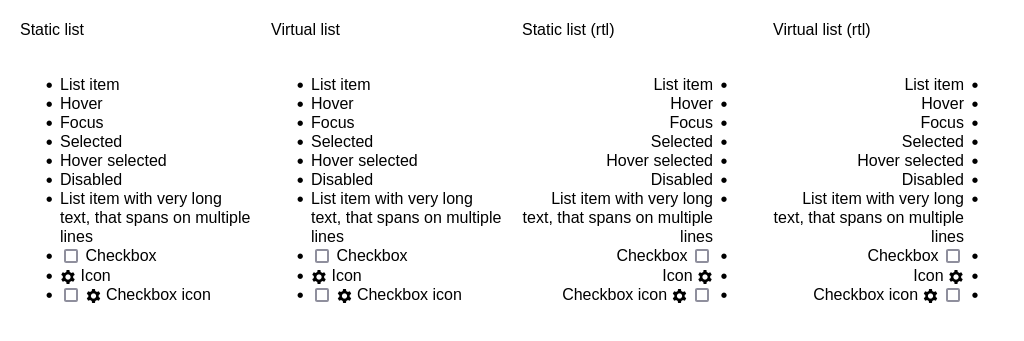 Static list
List item
Hover
Focus
Selected
Hover selected
Disabled
List item with very long
text, that spans on multiple
lines
Checkbox
Icon
Checkbox icon
Virtual list
List item
Hover
Focus
Selected
Hover selected
Disabled
List item with very long
text, that spans on multiple
lines
Checkbox
Icon
Checkbox icon
Static list (rtl)
List item
Hover
Focus
Selected
Hover selected
Disabled
List item with very long
text, that spans on multiple
lines
Checkbox
Icon
Checkbox icon
Virtual list (rtl)
List item
Hover
Focus
Selected
Hover selected
Disabled
List item with very long
text, that spans on multiple
lines
Checkbox
Icon
Checkbox icon